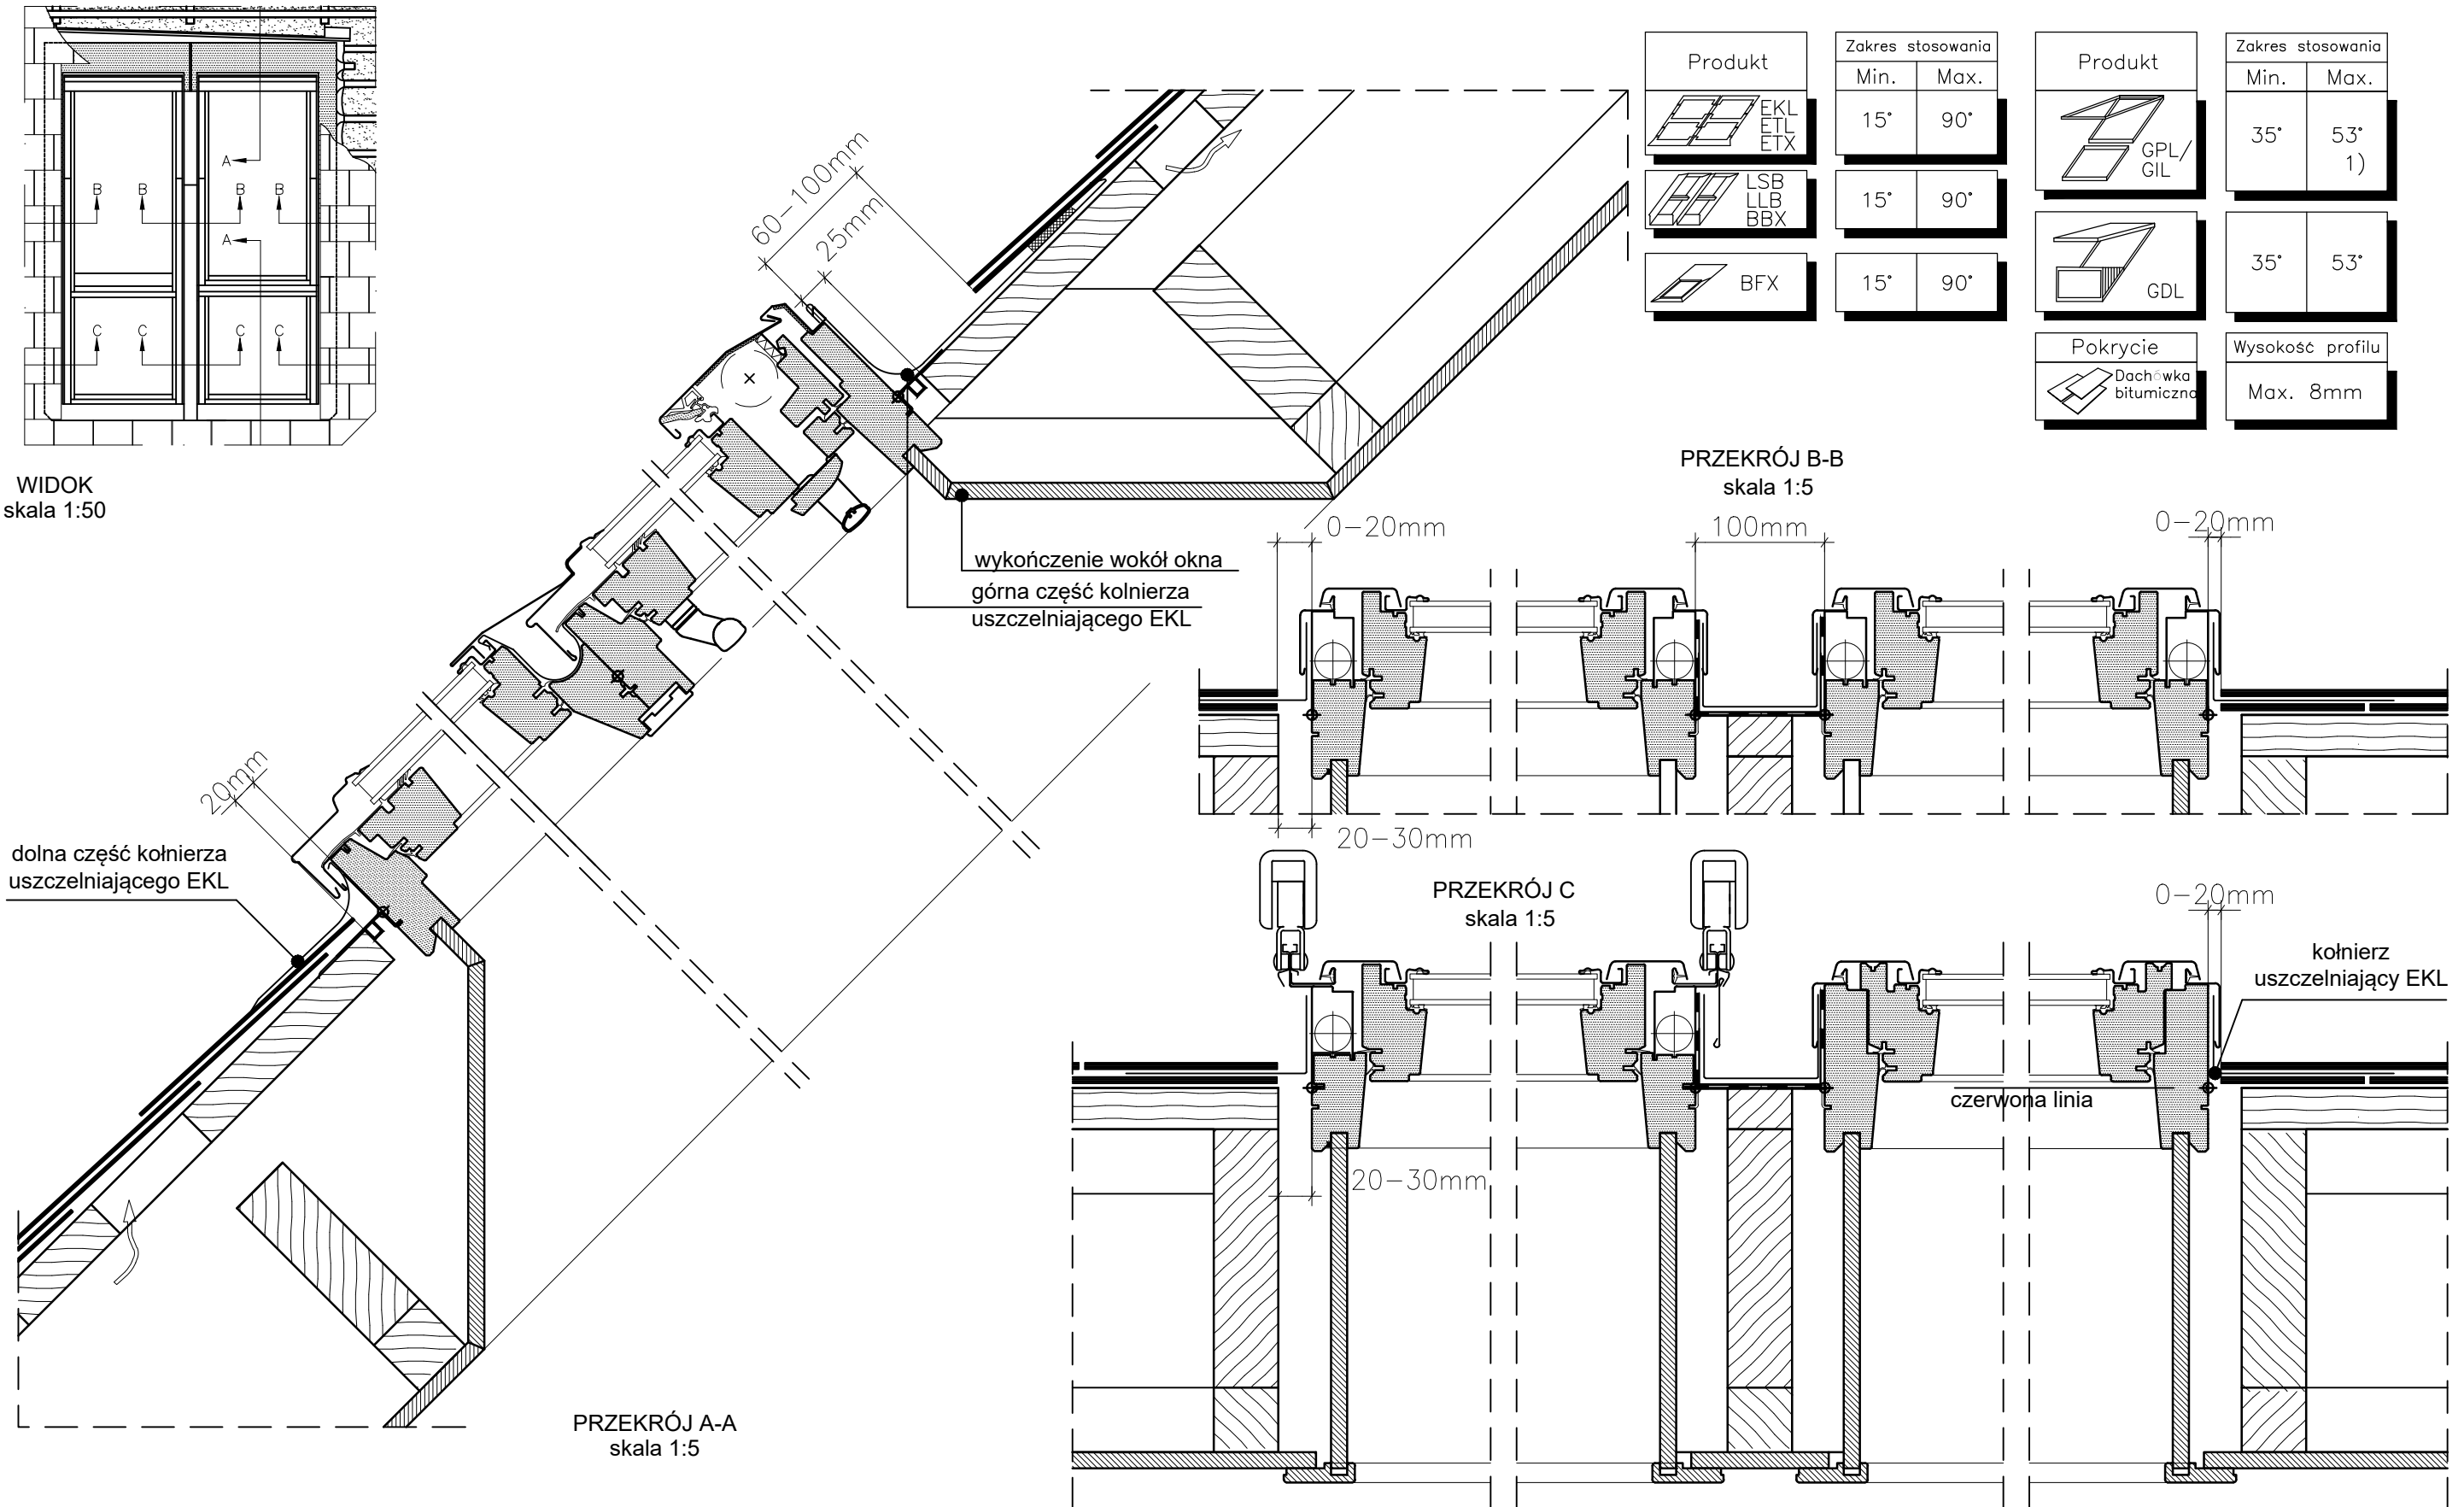 WIDOK
skala 1:50
A
B
B
B
B
A
C
C
C
C
60-100mm
25mm
wykończenie wokół okna
górna część kolnierza
uszczelniającego EKL
20mm
dolna część kołnierza
uszczelniającego EKL
PRZEKRÓJ A-A
skala 1:5
Produkt
EKL
ETL
ETX
LSB
LLB
BBX
BFX
Zakres stosowania
Min. Max.
15° 90°
15° 90°
15° 90°
Produkt
GPL/
GIL
GDL
Zakres stosowania
Min. Max.
35° 53°
1)
35° 53°
Pokrycie
Dachówka
bitumiczna
Wysokość profilu
Max. 8mm
PRZEKRÓJ B-B
skala 1:5
0-20mm
100mm
0-20mm
20-30mm
PRZEKRÓJ C
skala 1:5
0-20mm
kołnierz
uszczelniający EKL
czerwona linia
20-30mm